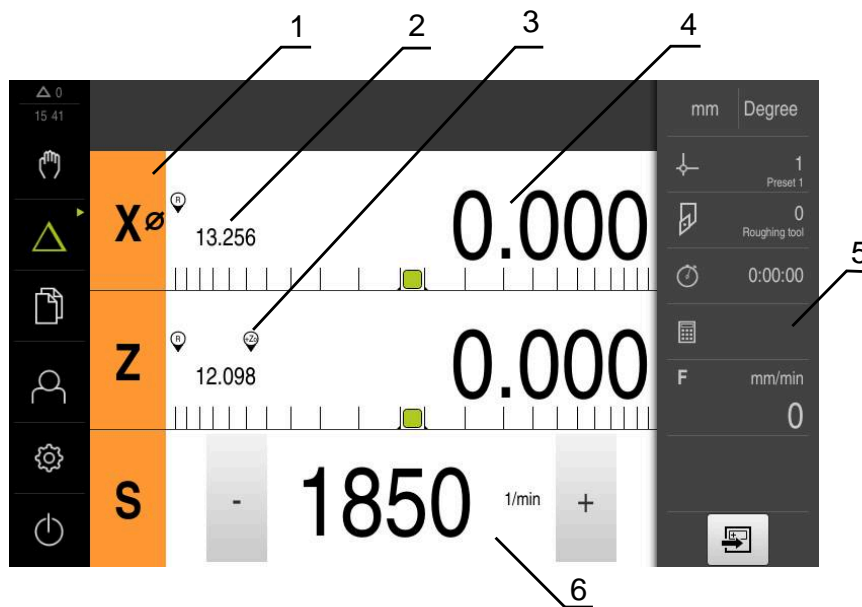 1 2 3 4
△ 0
15 41
mm Degree
1
Preset 1
X⌀ R 13.256 0.000
0
Roughing tool
5
0:00:00
Z R +Z₀ 12.098 0.000
F mm/min
0
S - 1850 1/min +
6